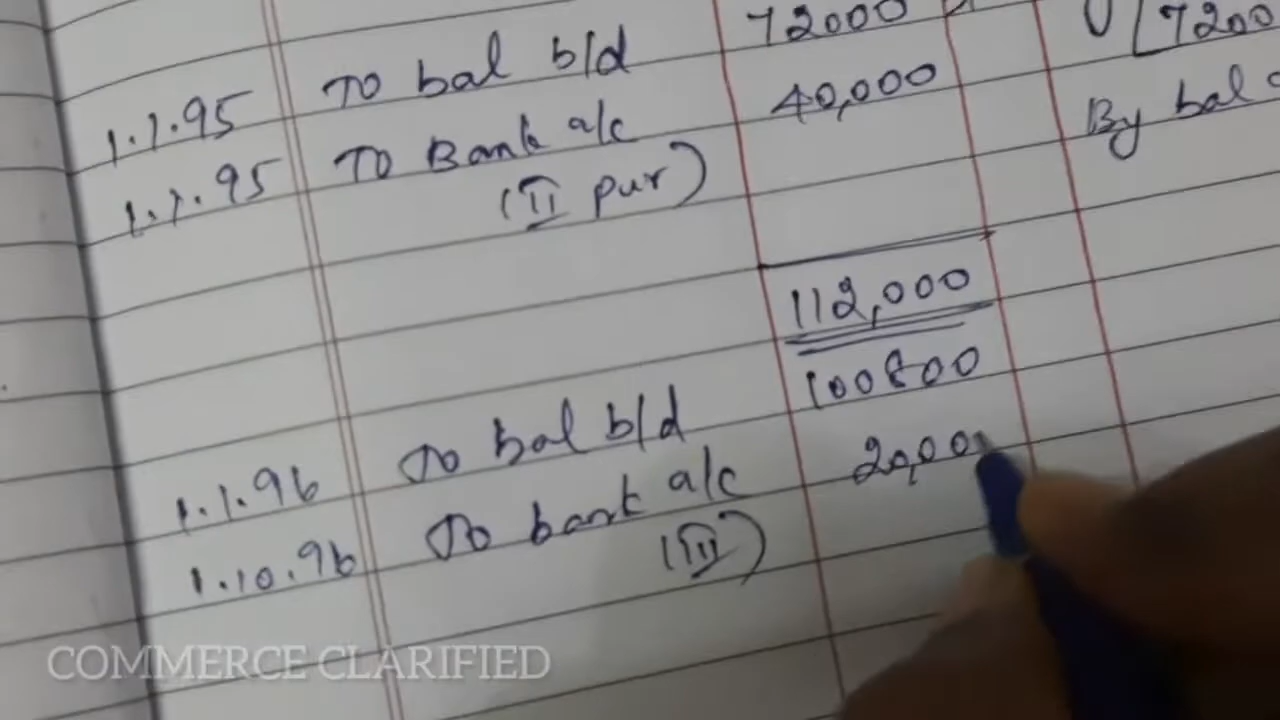 1.1.95 To bal b/d 72000
1.1.95 To Bank a/c 40,000
(II pur)
By bal
112,000
1.1.96 To bal b/d 100800
1.10.96 To bank a/c 20,00
(III)
COMMERCE CLARIFIED